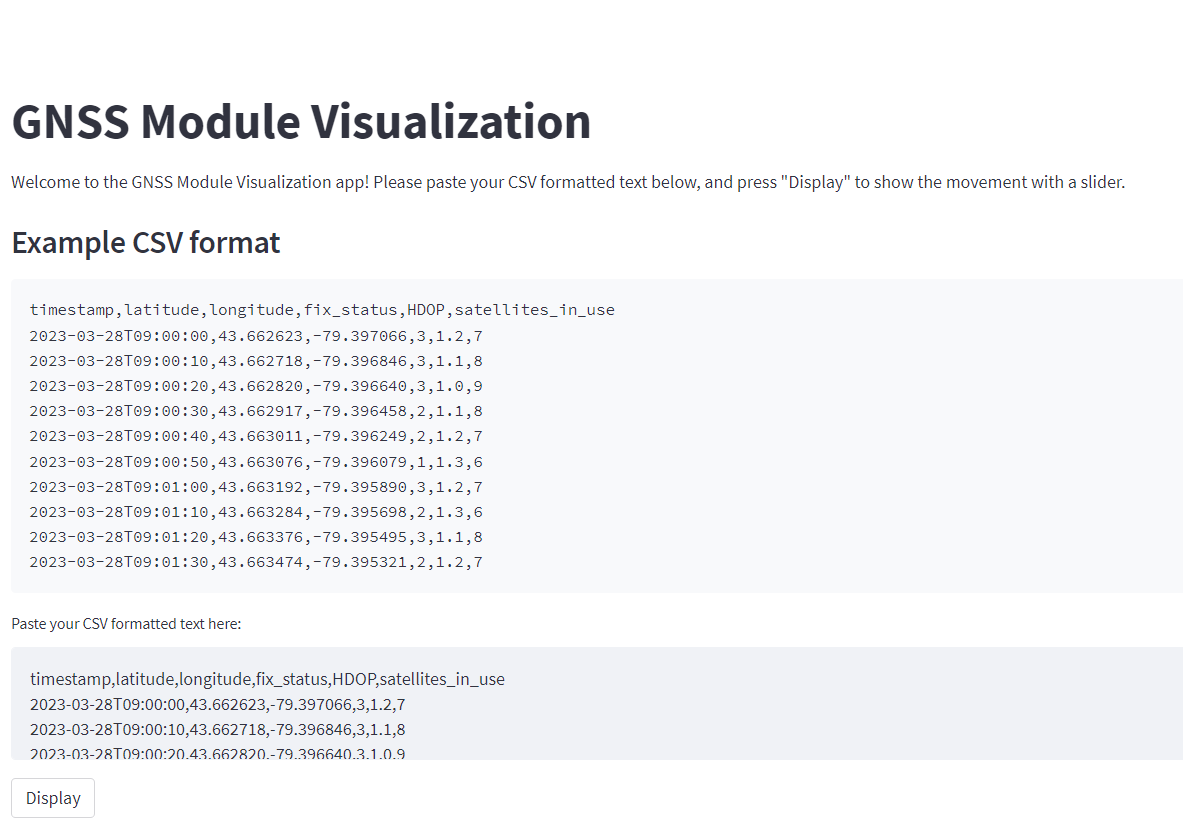 GNSS Module Visualization
Welcome to the GNSS Module Visualization app! Please paste your CSV formatted text below, and press "Display" to show the movement with a slider.
Example CSV format
timestamp,latitude,longitude,fix_status,HDOP,satellites_in_use
2023-03-28T09:00:00,43.662623,-79.397066,3,1.2,7
2023-03-28T09:00:10,43.662718,-79.396846,3,1.1,8
2023-03-28T09:00:20,43.662820,-79.396640,3,1.0,9
2023-03-28T09:00:30,43.662917,-79.396458,2,1.1,8
2023-03-28T09:00:40,43.663011,-79.396249,2,1.2,7
2023-03-28T09:00:50,43.663076,-79.396079,1,1.3,6
2023-03-28T09:01:00,43.663192,-79.395890,3,1.2,7
2023-03-28T09:01:10,43.663284,-79.395698,2,1.3,6
2023-03-28T09:01:20,43.663376,-79.395495,3,1.1,8
2023-03-28T09:01:30,43.663474,-79.395321,2,1.2,7
Paste your CSV formatted text here:
timestamp,latitude,longitude,fix_status,HDOP,satellites_in_use
2023-03-28T09:00:00,43.662623,-79.397066,3,1.2,7
2023-03-28T09:00:10,43.662718,-79.396846,3,1.1,8
2023-03-28T09:00:20,43.662820,-79.396640,3,1.0,9
Display